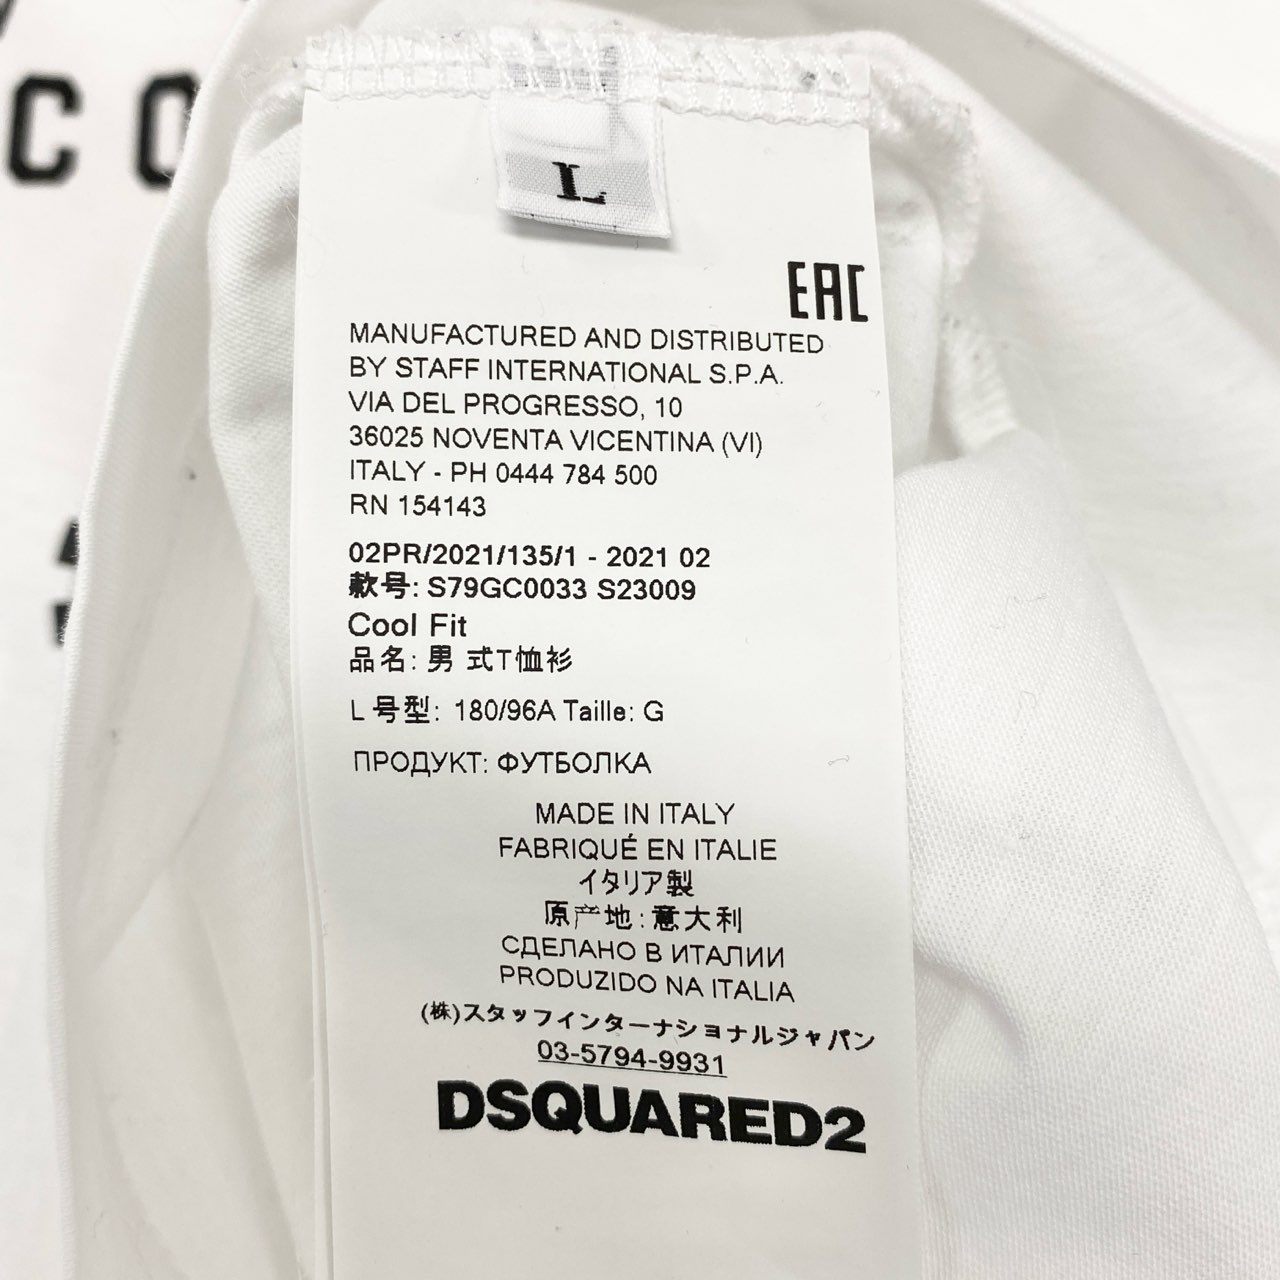 CO
L
EAC
MANUFACTURED AND DISTRIBUTED
BY STAFF INTERNATIONAL S.P.A.
VIA DEL PROGRESSO, 10
36025 NOVENTA VICENTINA (VI)
ITALY - PH 0444 784 500
RN 154143
02PR/2021/135/1 - 2021 02
款号: S79GC0033 S23009
Cool Fit
品名: 男 式T恤衫
L 号型: 180/96A Taille: G
ПРОДУКТ: ФУТБОЛКА
MADE IN ITALY
FABRIQUÉ EN ITALIE
イタリア製
原产地: 意大利
СДЕЛАНО В ИТАЛИИ
PRODUZIDO NA ITALIA
(株)スタッフインターナショナルジャパン
03-5794-9931
DSQUARED2